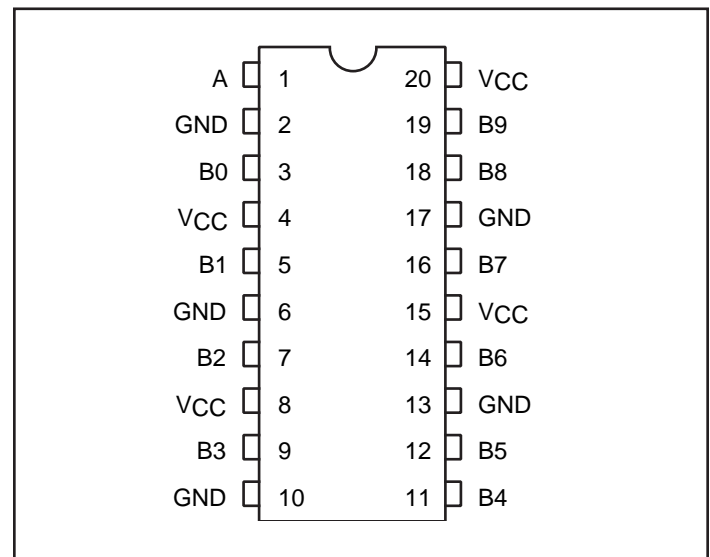 A 1 20 VCC
GND 2 19 B9
B0 3 18 B8
VCC 4 17 GND
B1 5 16 B7
GND 6 15 VCC
B2 7 14 B6
VCC 8 13 GND
B3 9 12 B5
GND 10 11 B4